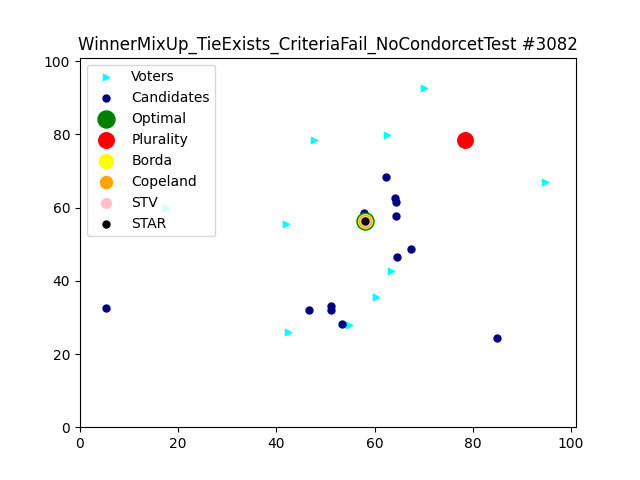 WinnerMixUp_TieExists_CriteriaFail_NoCondorcetTest #3082
100
80
60
40
20
0
Voters
Candidates
Optimal
Plurality
Borda
Copeland
STV
STAR
0 20 40 60 80 100